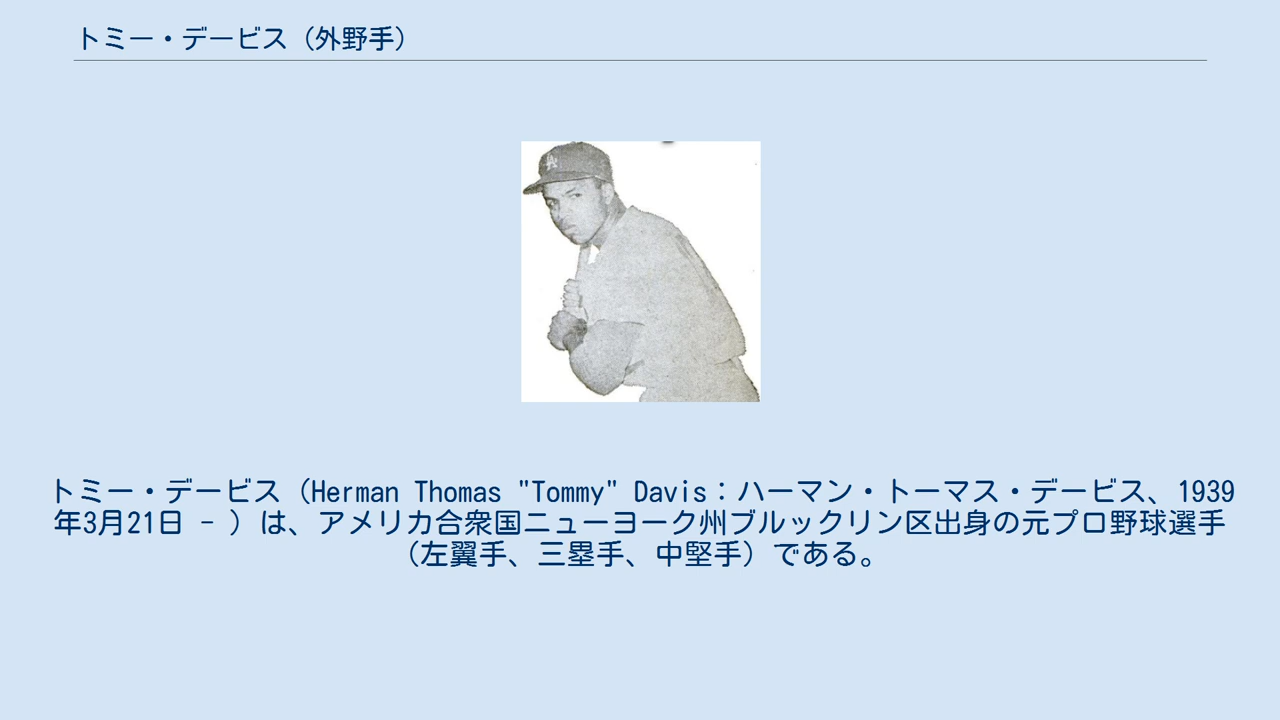 トミー・デービス（外野手）
LA
トミー・デービス（Herman Thomas "Tommy" Davis：ハーマン・トーマス・デービス、1939
年3月21日 - ）は、アメリカ合衆国ニューヨーク州ブルックリン区出身の元プロ野球選手
（左翼手、三塁手、中堅手）である。